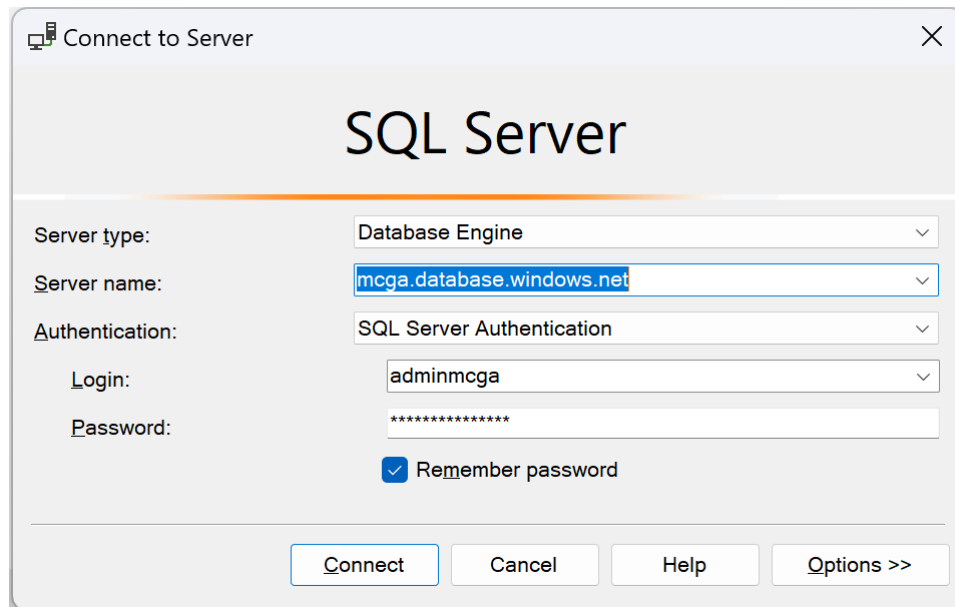 Connect to Server
SQL Server
Server type: Database Engine
Server name: mcga.database.windows.net
Authentication: SQL Server Authentication
Login: adminmcga
Password: ***************
Remember password
Connect Cancel Help Options >>